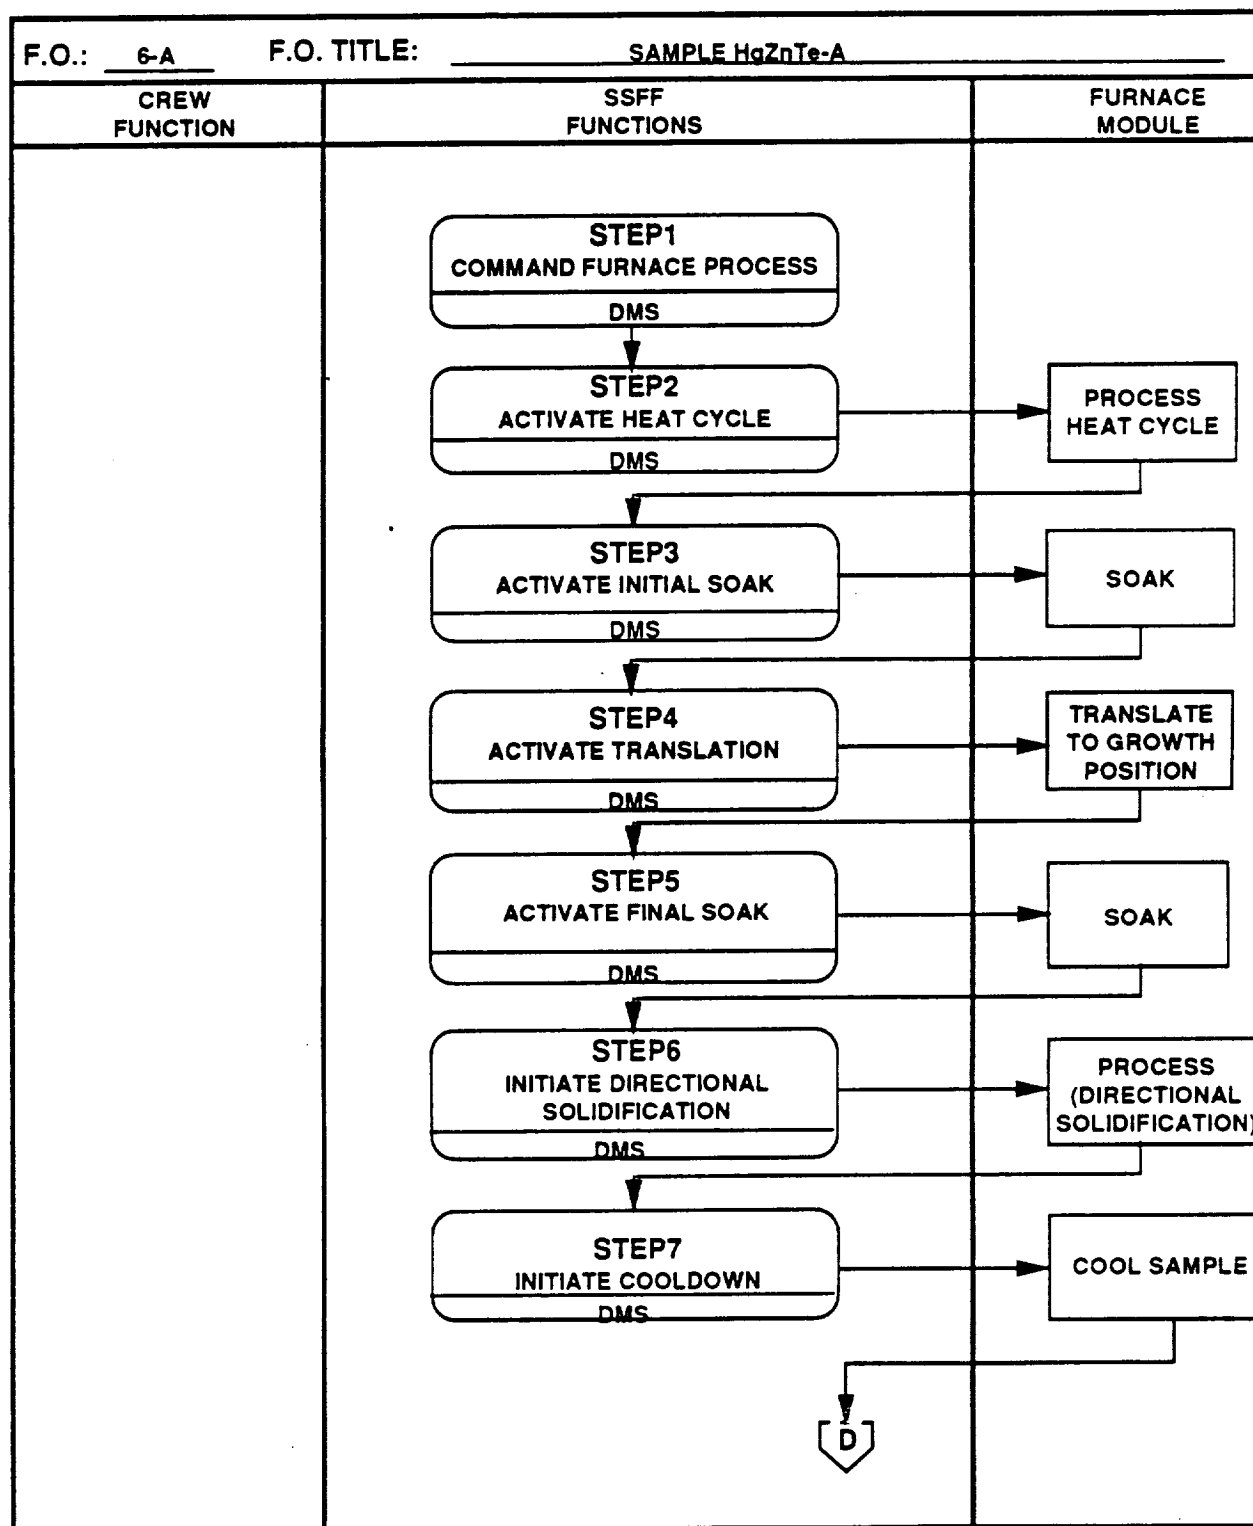 F.O.: 6-A F.O. TITLE: SAMPLE HgZnTe-A
CREW
FUNCTION
SSFF
FUNCTIONS
FURNACE
MODULE
STEP1
COMMAND FURNACE PROCESS
DMS
STEP2
ACTIVATE HEAT CYCLE
DMS
PROCESS
HEAT CYCLE
STEP3
ACTIVATE INITIAL SOAK
DMS
SOAK
STEP4
ACTIVATE TRANSLATION
DMS
TRANSLATE
TO GROWTH
POSITION
STEP5
ACTIVATE FINAL SOAK
DMS
SOAK
STEP6
INITIATE DIRECTIONAL
SOLIDIFICATION
DMS
PROCESS
(DIRECTIONAL
SOLIDIFICATION)
STEP7
INITIATE COOLDOWN
DMS
COOL SAMPLE
D